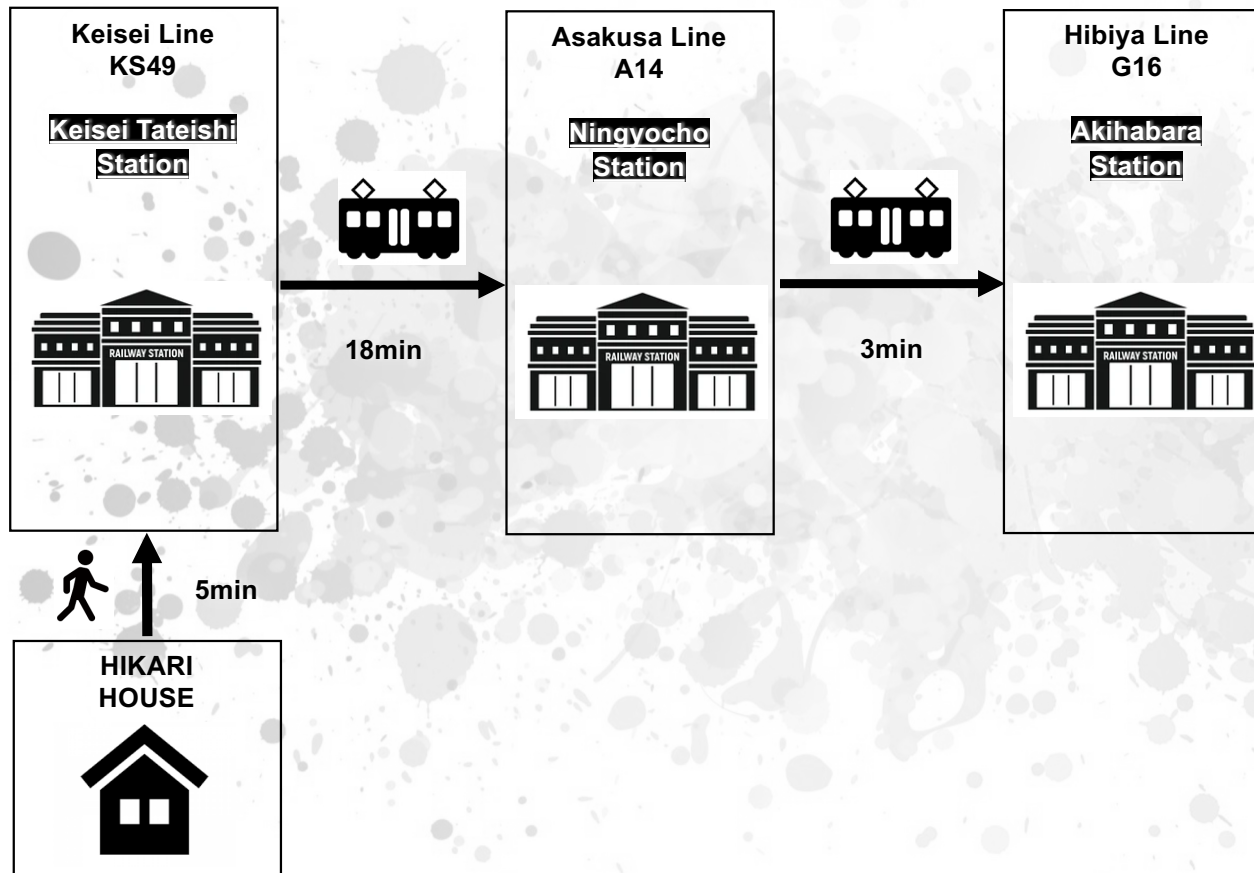 Keisei Line
KS49
Keisei Tateishi
Station
RAILWAY STATION
18min
Asakusa Line
A14
Ningyocho
Station
RAILWAY STATION
3min
Hibiya Line
G16
Akihabara
Station
RAILWAY STATION
5min
HIKARI
HOUSE